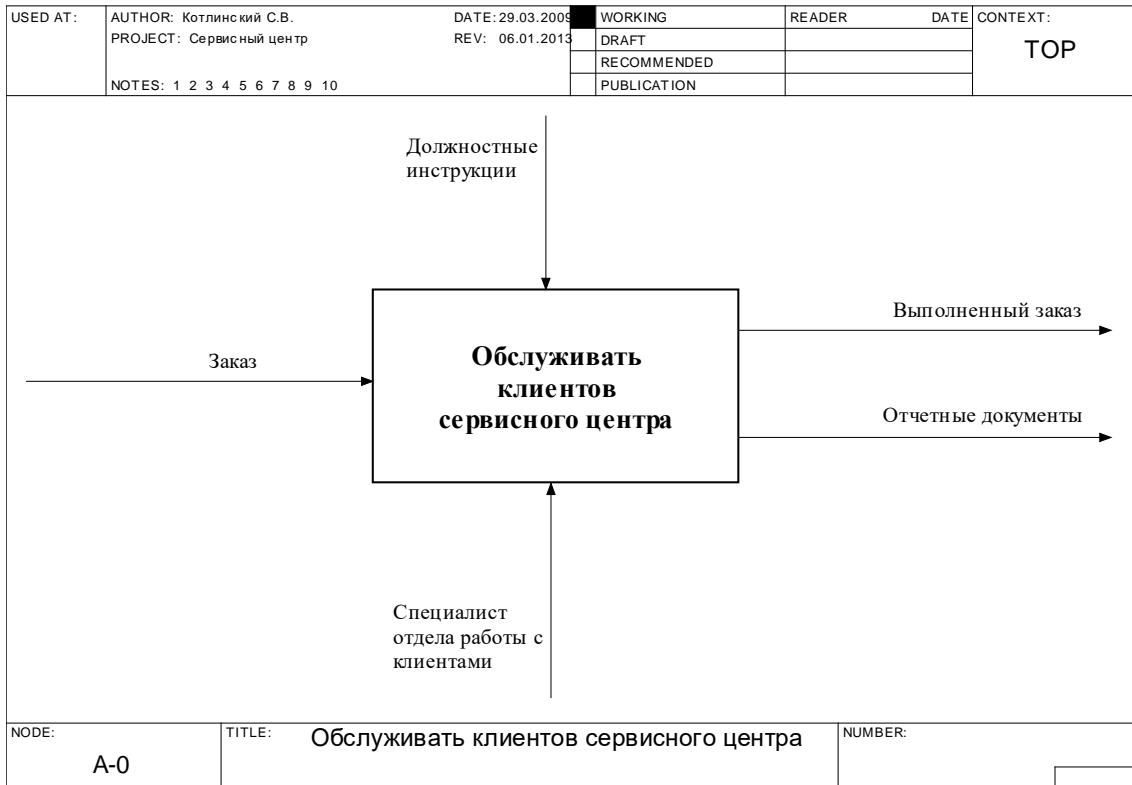 USED AT:
AUTHOR: Котлинский С.В.
DATE: 29.03.2009
PROJECT: Сервисный центр
REV: 06.01.2013
NOTES: 1 2 3 4 5 6 7 8 9 10
WORKING
DRAFT
RECOMMENDED
PUBLICATION
READER
DATE
CONTEXT:
TOP
Должностные
инструкции
Заказ
Обслуживать
клиентов
сервисного центра
Выполненный заказ
Отчетные документы
Специалист
отдела работы с
клиентами
NODE:
A-0
TITLE:
Обслуживать клиентов сервисного центра
NUMBER: